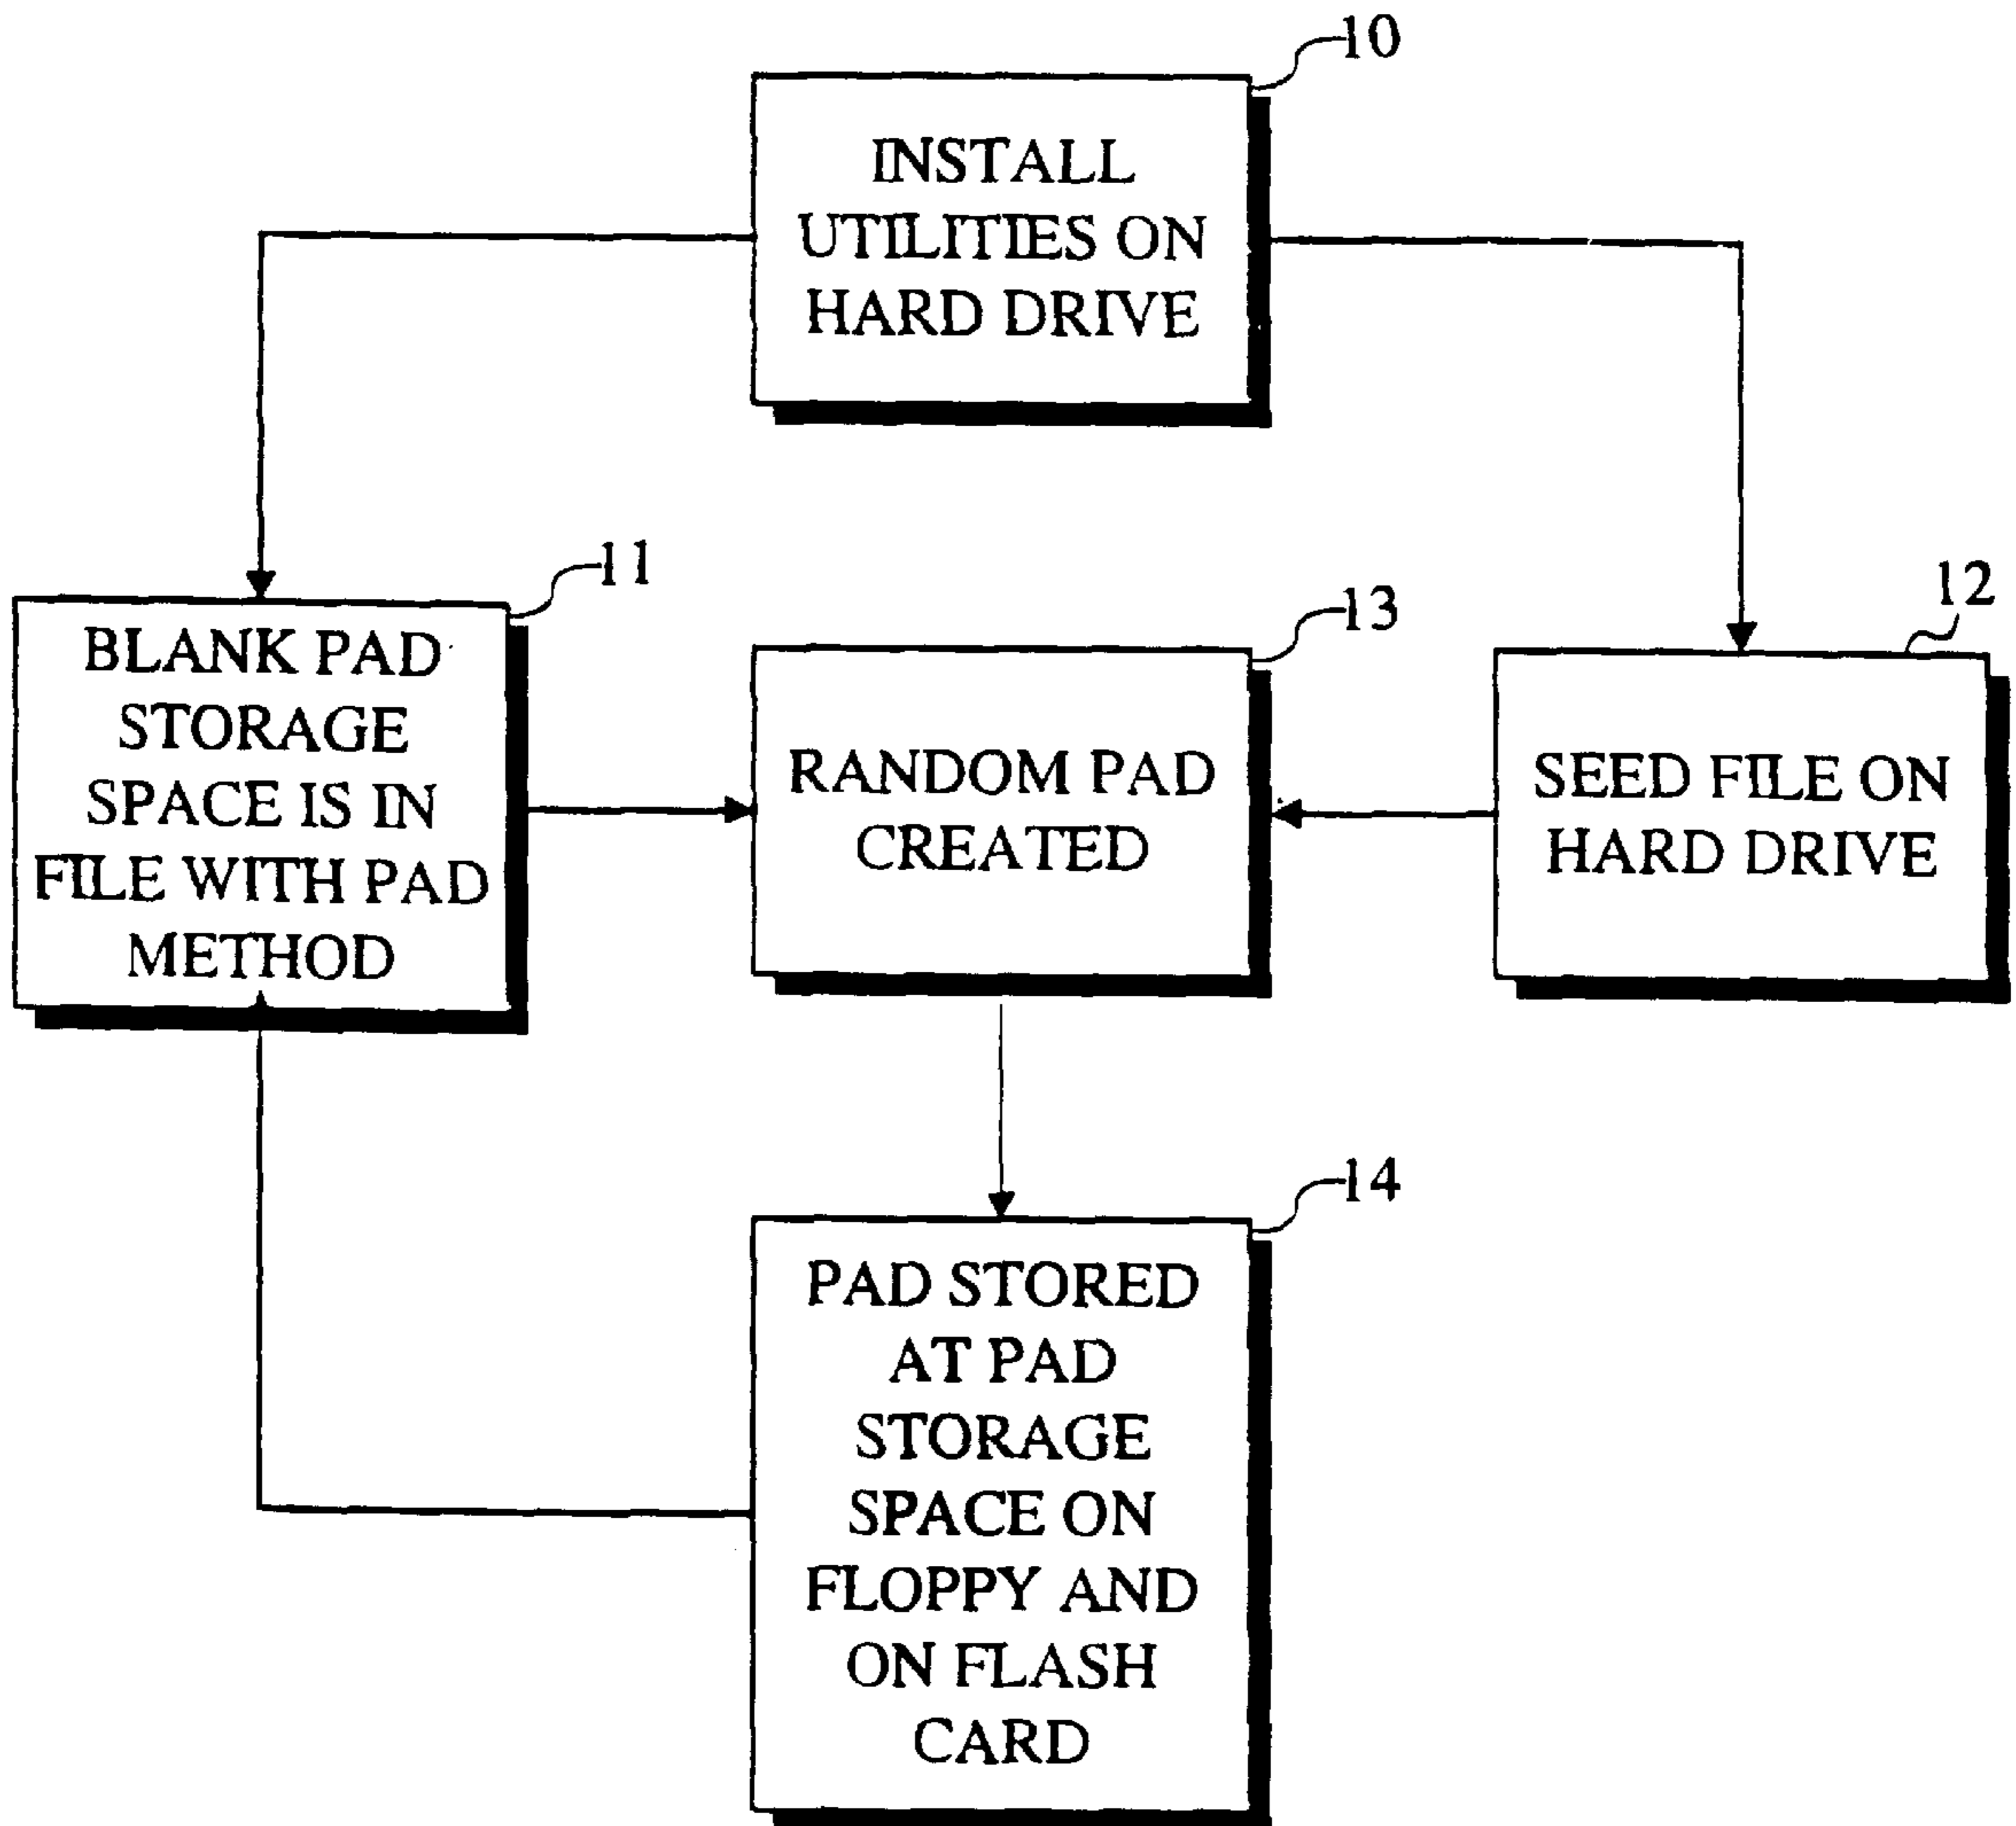 10
INSTALL
UTILITIES ON
HARD DRIVE
11
BLANK PAD
STORAGE
SPACE IS IN
FILE WITH PAD
METHOD
13
RANDOM PAD
CREATED
12
SEED FILE ON
HARD DRIVE
14
PAD STORED
AT PAD
STORAGE
SPACE ON
FLOPPY AND
ON FLASH
CARD